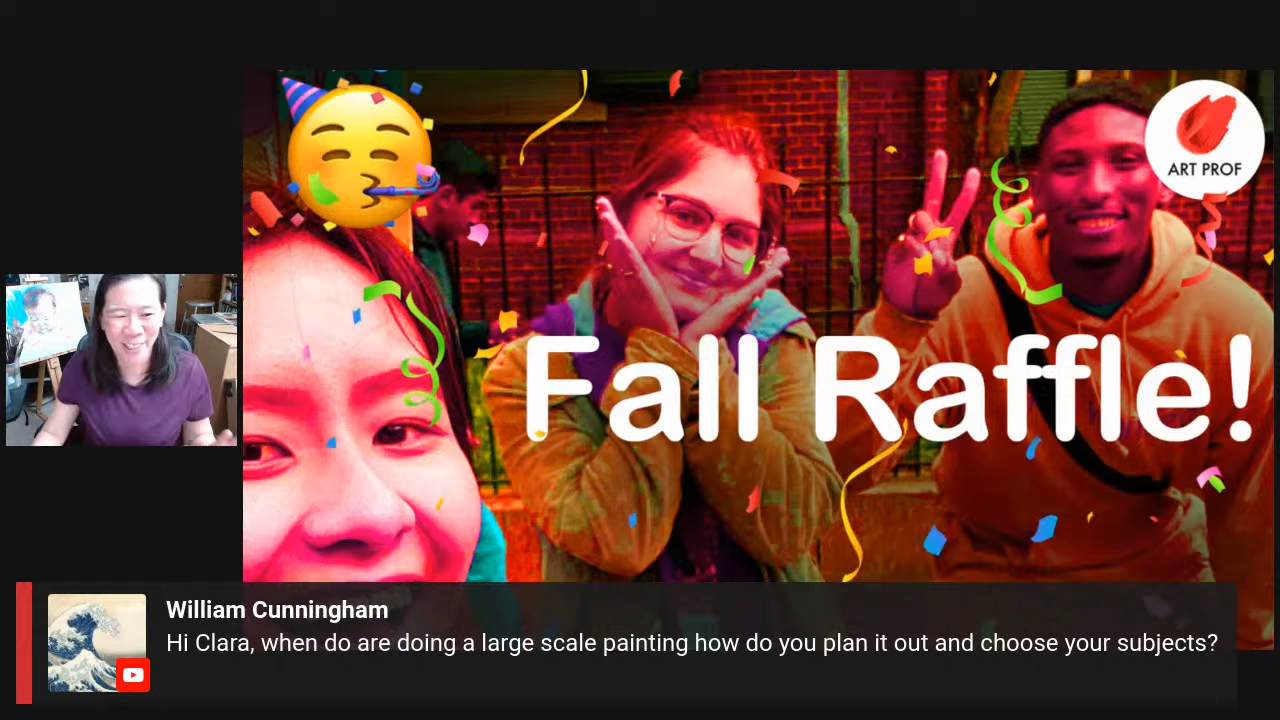 ART PROF
Fall Raffle!
William Cunningham
Hi Clara, when do are doing a large scale painting how do you plan it out and choose your subjects?